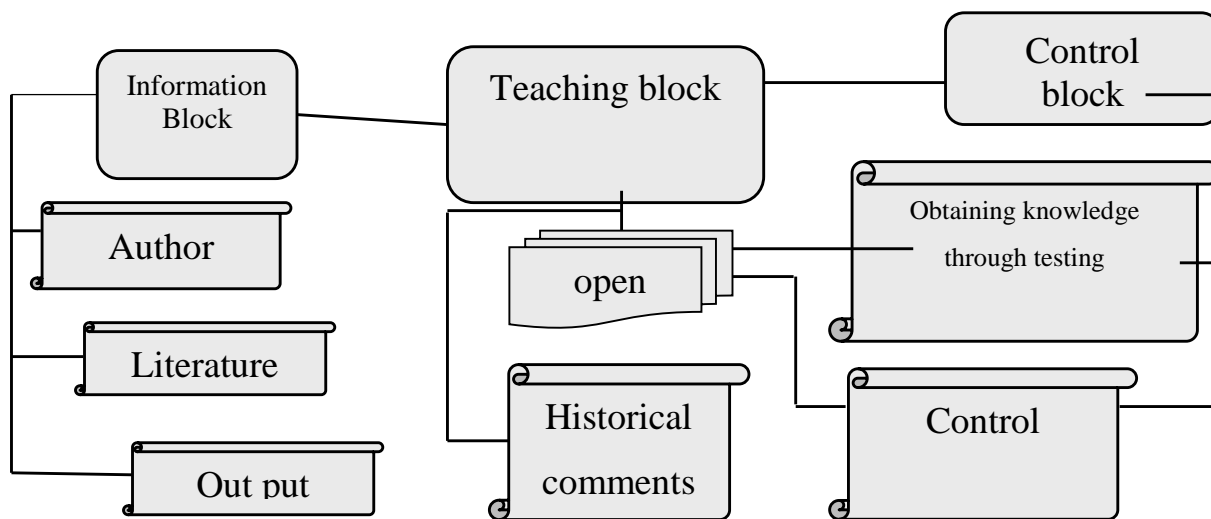 Information
Block
Teaching block
Control
block
Author
Obtaining knowledge
through testing
open
Literature
Historical
comments
Control
Out put